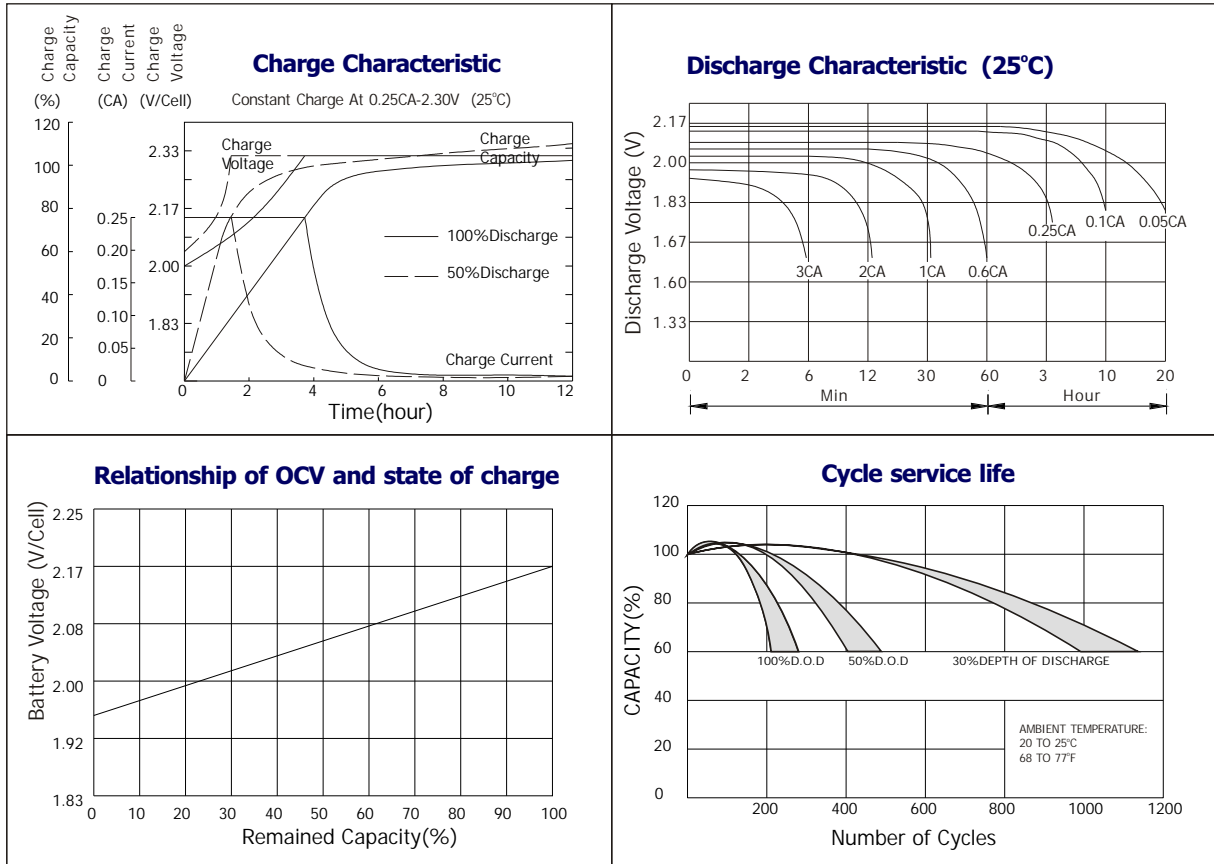 Charge Characteristic
Charge Capacity
Charge Current
Charge Voltage
(%) (CA) (V/Cell)
Constant Charge At 0.25CA-2.30V (25°C)
120
100
80
60
40
20
0
0.25
0.20
0.15
0.10
0.05
0
2.33
2.17
2.00
1.83
Charge
Voltage
Charge
Capacity
100%Discharge
50%Discharge
Charge Current
0 2 4 6 8 10 12
Time(hour)
Discharge Characteristic (25°C)
Discharge Voltage (V)
2.17
2.00
1.83
1.67
1.60
1.33
3CA 2CA 1CA 0.6CA 0.25CA 0.1CA 0.05CA
0 2 6 12 30 60 3 10 20
Min Hour
Relationship of OCV and state of charge
Battery Voltage (V/Cell)
2.25
2.17
2.08
2.00
1.92
1.83
0 10 20 30 40 50 60 70 80 90 100
Remained Capacity(%)
Cycle service life
CAPACITY(%)
120
100
80
60
40
20
0
100%D.O.D 50%D.O.D 30%DEPTH OF DISCHARGE
AMBIENT TEMPERATURE:
20 TO 25°C
68 TO 77°F
200 400 600 800 1000 1200
Number of Cycles